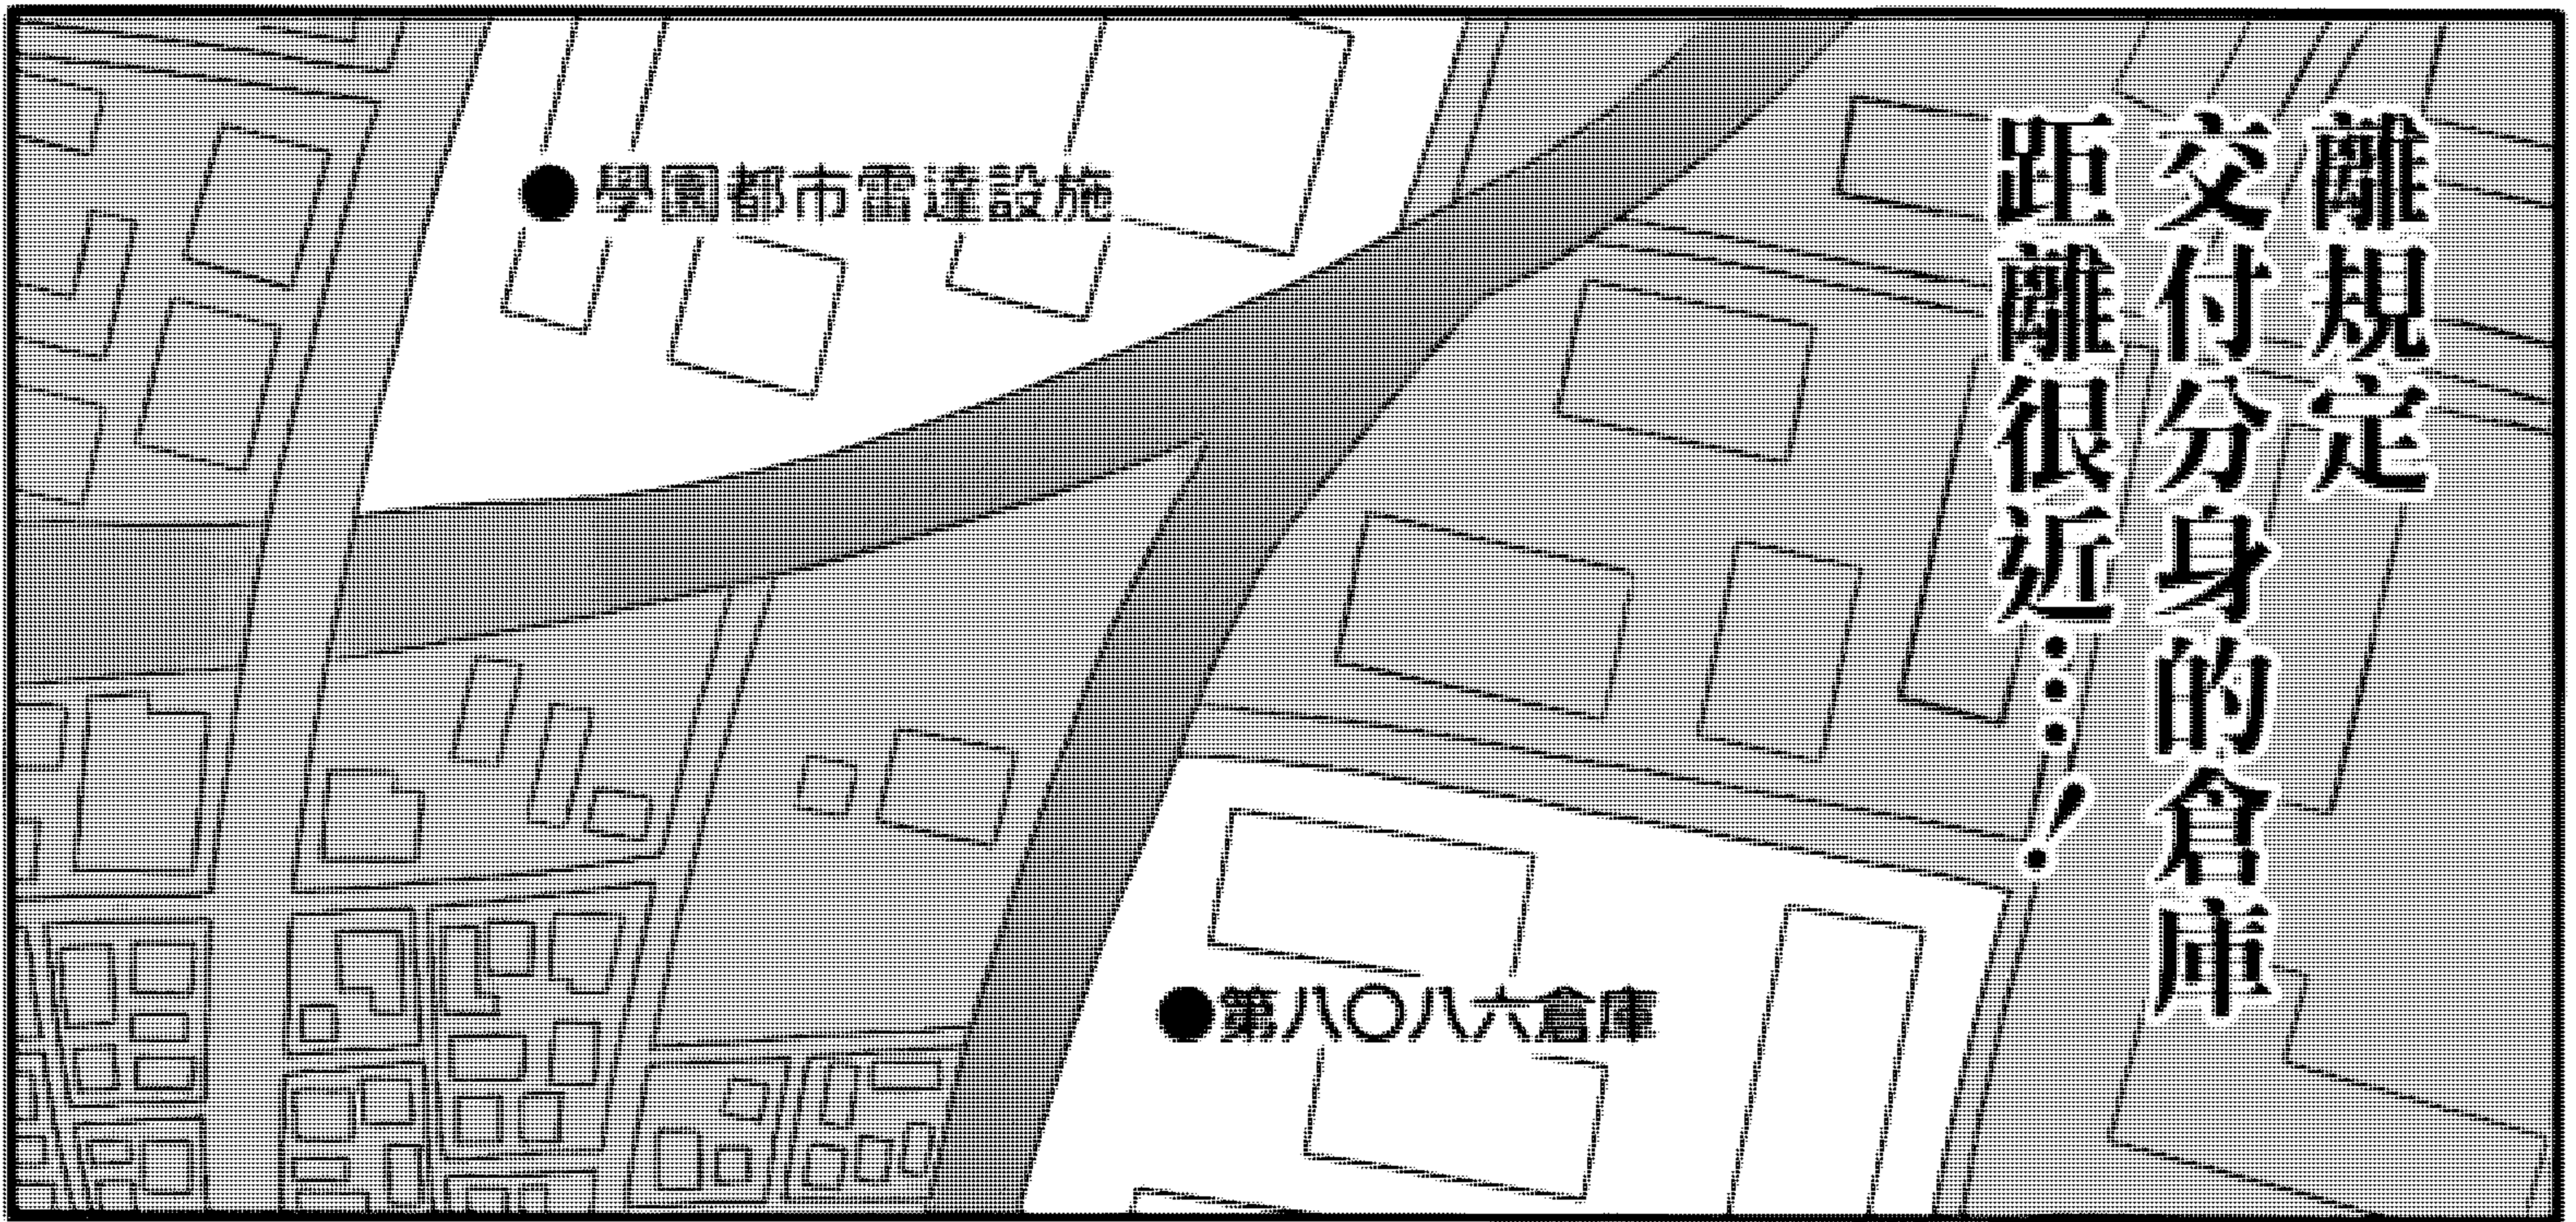 離規定
交付分身的倉庫
距離很近…！
●學園都市雷達設施
●第八〇八六倉庫